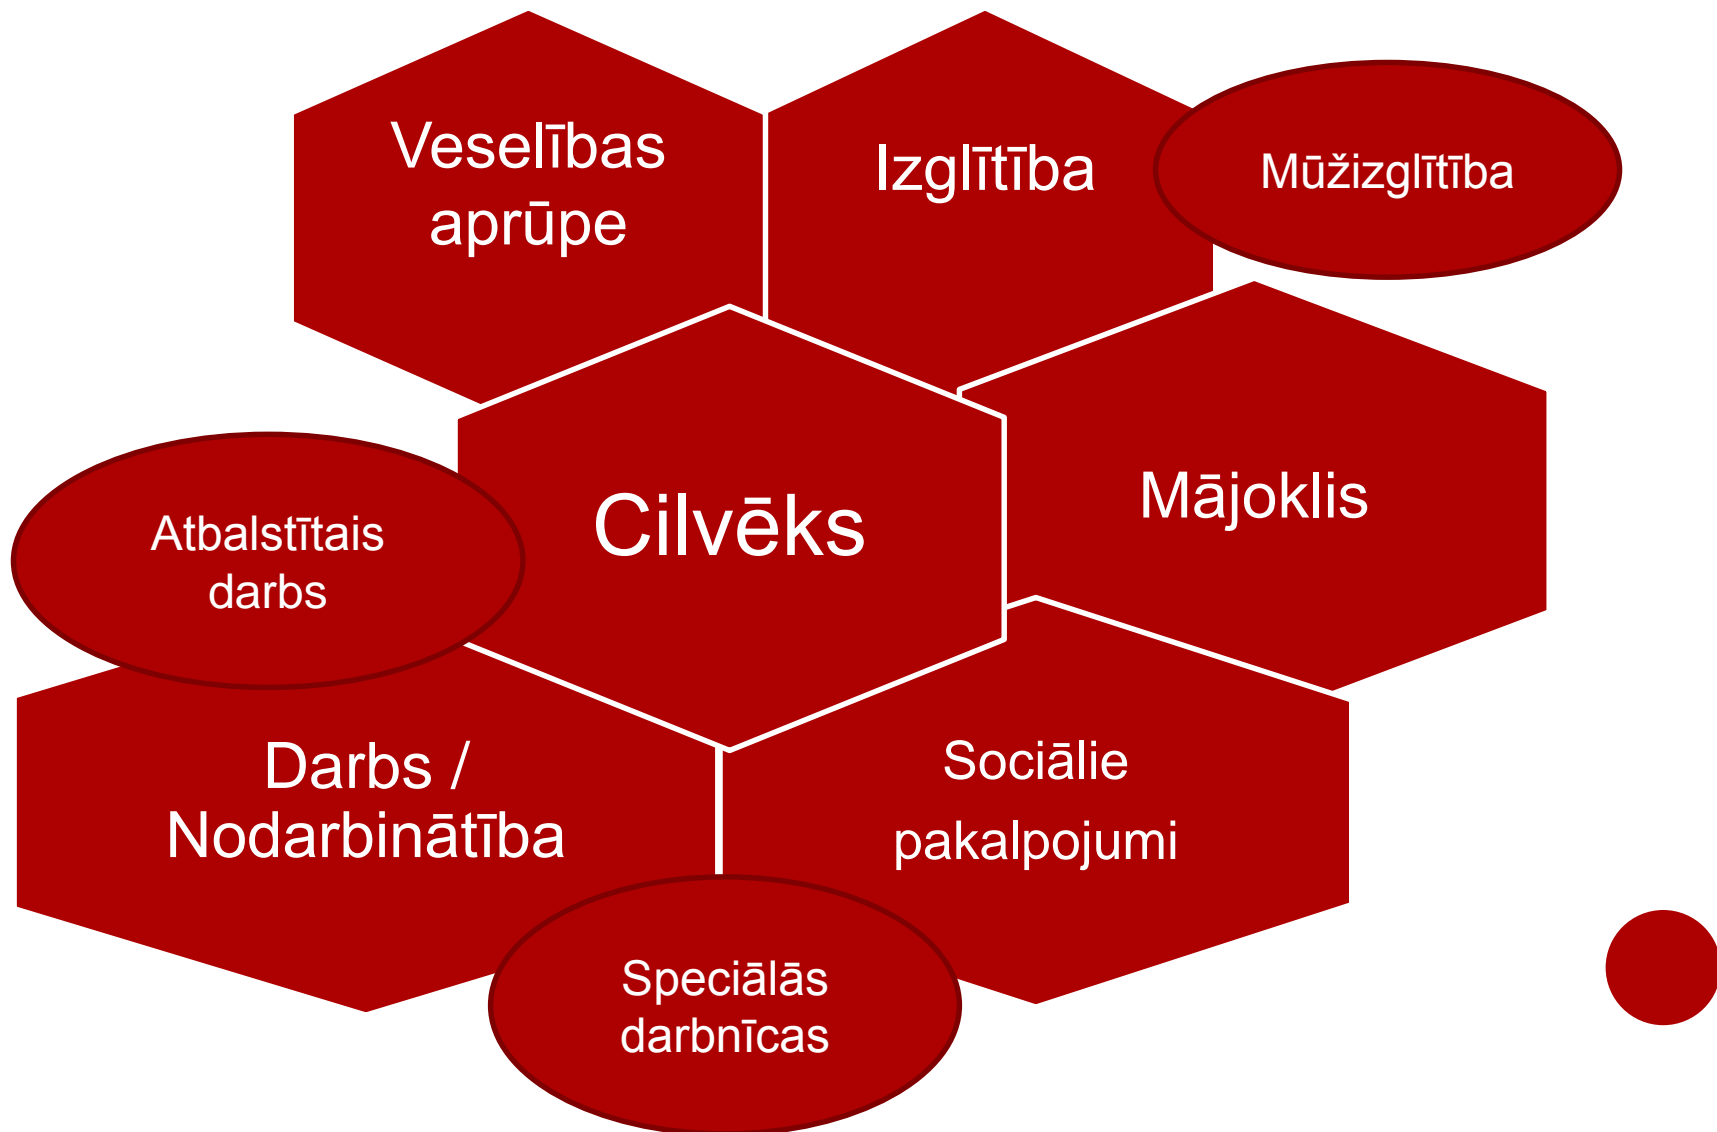 Veselības
aprūpe
Izglītība
Mūžizglītība
Cilvēks
Mājoklis
Atbalstītais
darbs
Darbs /
Nodarbinātība
Sociālie
pakalpojumi
Speciālās
darbnīcas